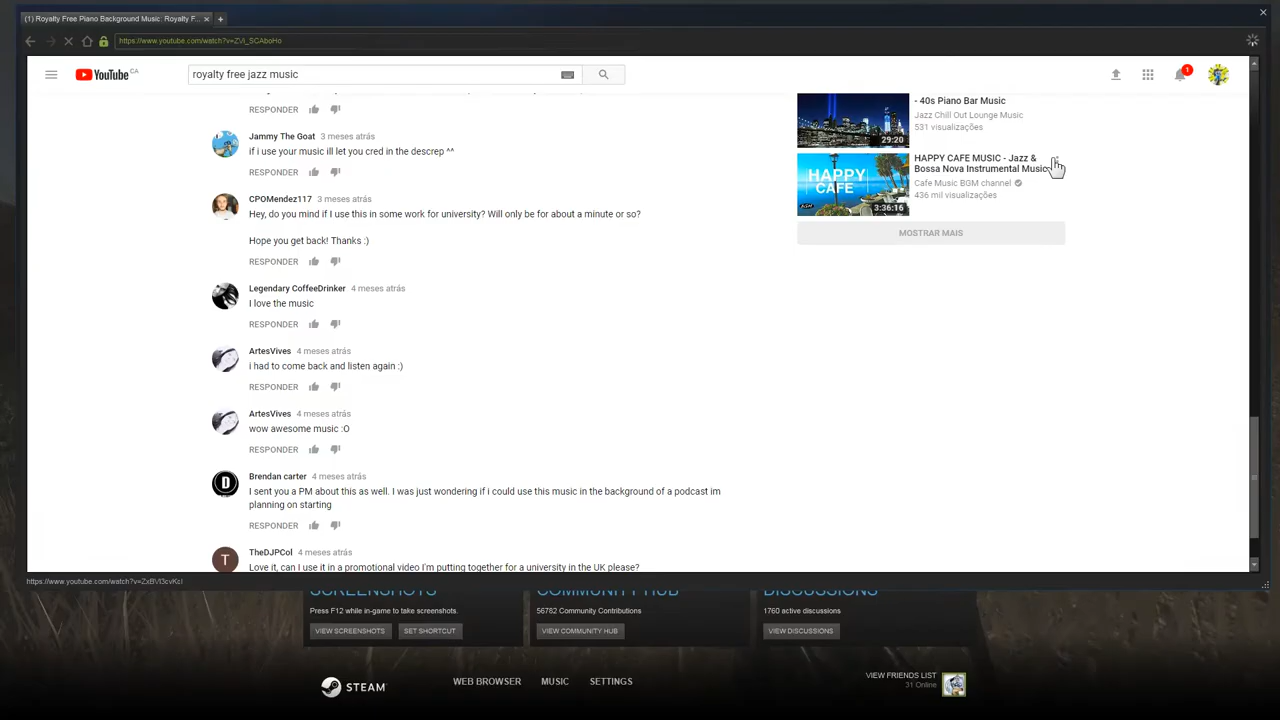 (1) Royalty Free Piano Background Music: Royalty F...
https://www.youtube.com/watch?v=ZVi_SCAboHo
YouTube CA
royalty free jazz music
1
RESPONDER
Jammy The Goat 3 meses atrás
if i use your music ill let you cred in the descrep ^^
RESPONDER
CPOMendez117 3 meses atrás
Hey, do you mind if I use this in some work for university? Will only be for about a minute or so?
Hope you get back! Thanks :)
RESPONDER
Legendary CoffeeDrinker 4 meses atrás
I love the music
RESPONDER
ArtesVives 4 meses atrás
i had to come back and listen again :)
RESPONDER
ArtesVives 4 meses atrás
wow awesome music :O
RESPONDER
D
Brendan carter 4 meses atrás
I sent you a PM about this as well. I was just wondering if i could use this music in the background of a podcast im
planning on starting
RESPONDER
T
TheDJPCol 4 meses atrás
Love it, can I use it in a promotional video I'm putting together for a university in the UK please?
29:20
- 40s Piano Bar Music
Jazz Chill Out Lounge Music
531 visualizações
HAPPY
CAFE
3:36:16
HAPPY CAFE MUSIC - Jazz &
Bossa Nova Instrumental Music
Cafe Music BGM channel
436 mil visualizações
MOSTRAR MAIS
https://www.youtube.com/watch?v=ZxBVl3cvKcI
SCREENSHOTS
Press F12 while in-game to take screenshots.
VIEW SCREENSHOTS
SET SHORTCUT
COMMUNITY HUB
56782 Community Contributions
VIEW COMMUNITY HUB
DISCUSSIONS
1760 active discussions
VIEW DISCUSSIONS
STEAM
WEB BROWSER
MUSIC
SETTINGS
VIEW FRIENDS LIST
31 Online